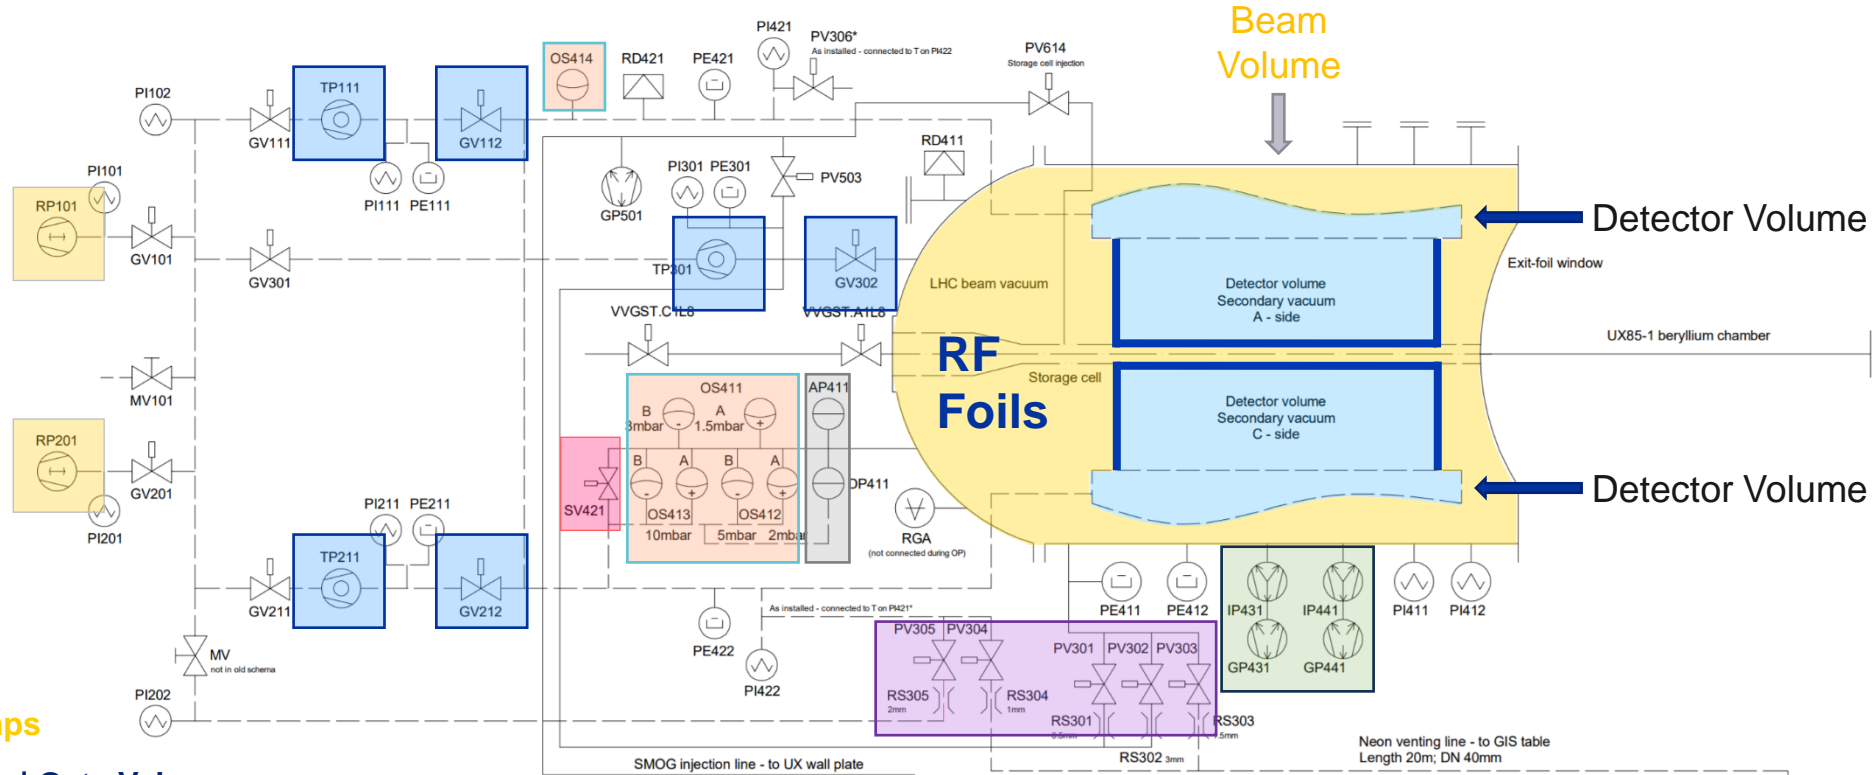 Beam
Volume
PI421
PV306*
As installed - connected to T on PI422
PV614
Storage cell injection
OS414
RD421
PE421
PI102
TP111
GV111
GV112
RD411
PI101
PI111
PE111
PI301
PE301
PV503
GP501
RP101
Detector Volume
GV101
GV301
TP301
GV302
LHC beam vacuum
Detector volume
Secondary vacuum
A - side
Exit-foil window
VVGST.C1L8
VVGST.A1L8
UX85-1 beryllium chamber
RF
Foils
Storage cell
MV101
OS411
AP411
B
A
3mbar
1.5mbar
Detector volume
Secondary vacuum
C - side
RP201
B
A
B
A
GV201
SV421
OS413
OS412
DP411
10mbar
5mbar
2mbar
Detector Volume
PI201
PI211
PE211
RGA
(not connected during OP)
TP211
GV211
GV212
As installed - connected to T on PI421*
PE411
PE412
IP431
IP441
PI411
PI412
PE422
PV305
PV304
PV301
PV302
PV303
GP431
GP441
MV
not in old schema
PI422
PI202
RS305
2mm
RS304
1mm
RS301
RS303
RS302 3mm
SMOG injection line - to UX wall plate
Neon venting line - to GIS table
Length 20m; DN 40mm